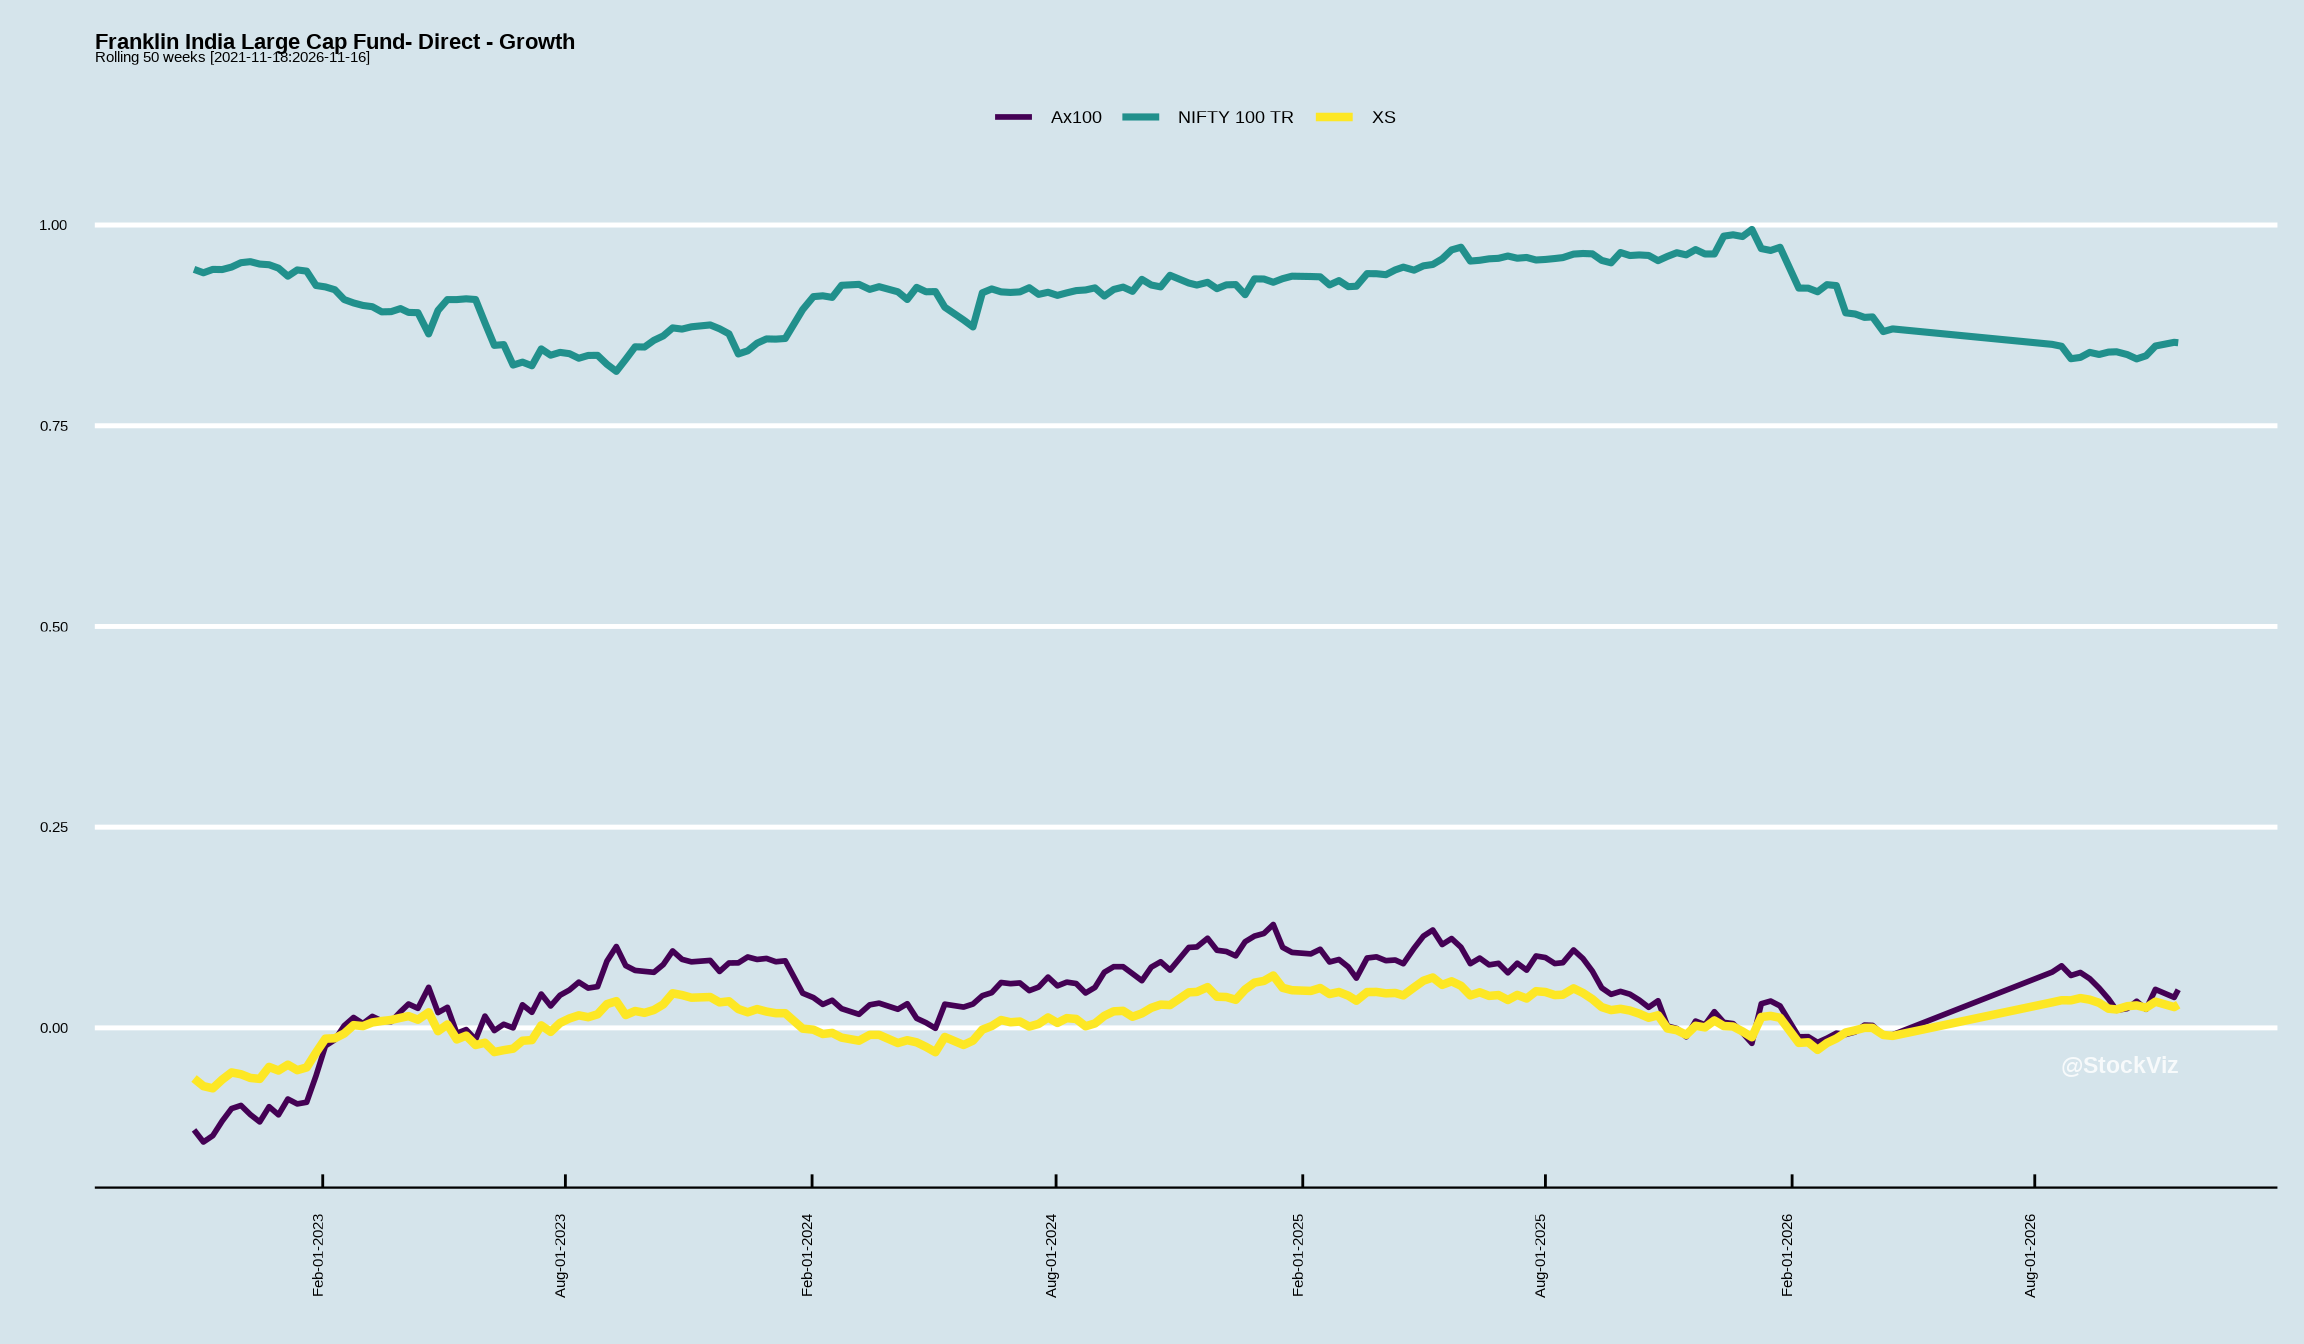 Franklin India Large Cap Fund- Direct - Growth
Rolling 50 weeks [2021-11-18:2026-11-16]
Ax100 NIFTY 100 TR XS
1.00
0.75
0.50
0.25
0.00
@StockViz
Feb-01-2023 Aug-01-2023 Feb-01-2024 Aug-01-2024 Feb-01-2025 Aug-01-2025 Feb-01-2026 Aug-01-2026